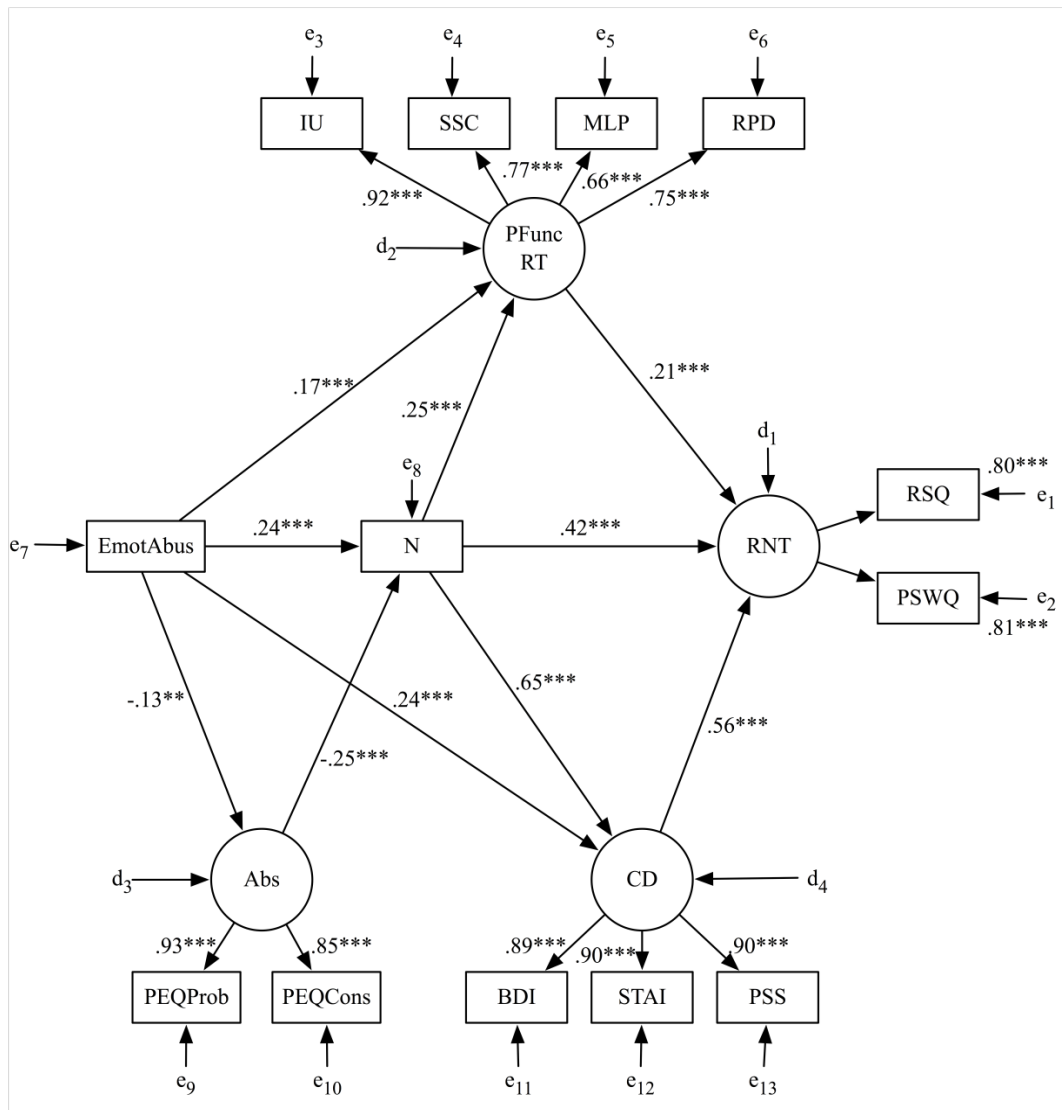 e3 e4 e5 e6
IU SSC MLP RPD
.92*** .77*** .66*** .75***
d2
PFunc
RT
.17*** .25*** .21***
d1
e8
.80***
RSQ e1
e7 EmotAbus .24*** N .42*** RNT
PSWQ e2
.81***
-.13** .24*** .65***
-.25*** .56***
d3 Abs CD d4
.93*** .85*** .89*** .90*** .90***
PEQProb PEQCons BDI STAI PSS
e9 e10 e11 e12 e13